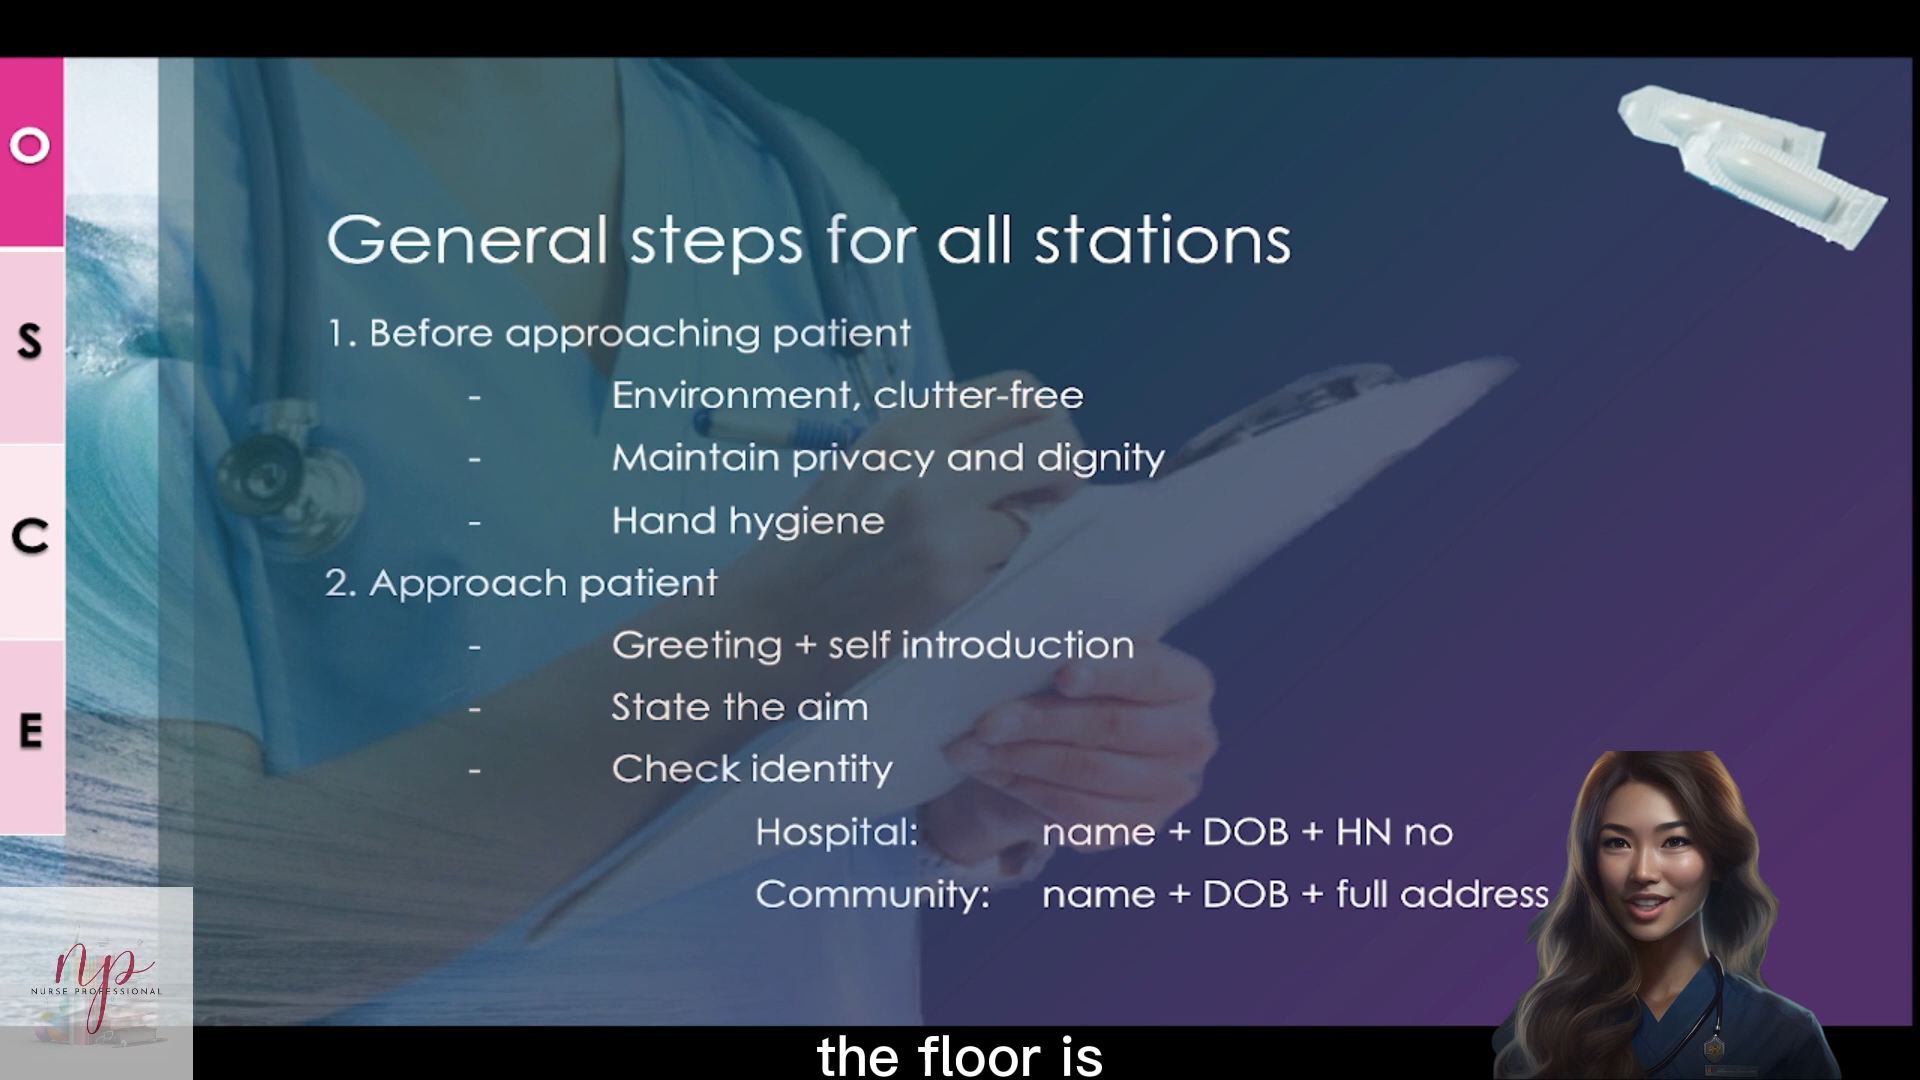 O
S
C
E
General steps for all stations
1. Before approaching patient
- Environment, clutter-free
- Maintain privacy and dignity
- Hand hygiene
2. Approach patient
- Greeting + self introduction
- State the aim
- Check identity
Hospital: name + DOB + HN no
Community: name + DOB + full address
np
NURSE PROFESSIONAL
the floor is